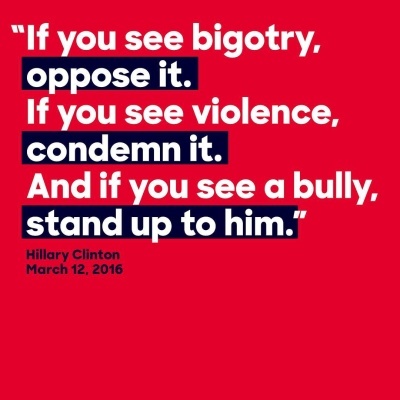 “If you see bigotry,
oppose it.
If you see violence,
condemn it.
And if you see a bully,
stand up to him.”
Hillary Clinton
March 12, 2016